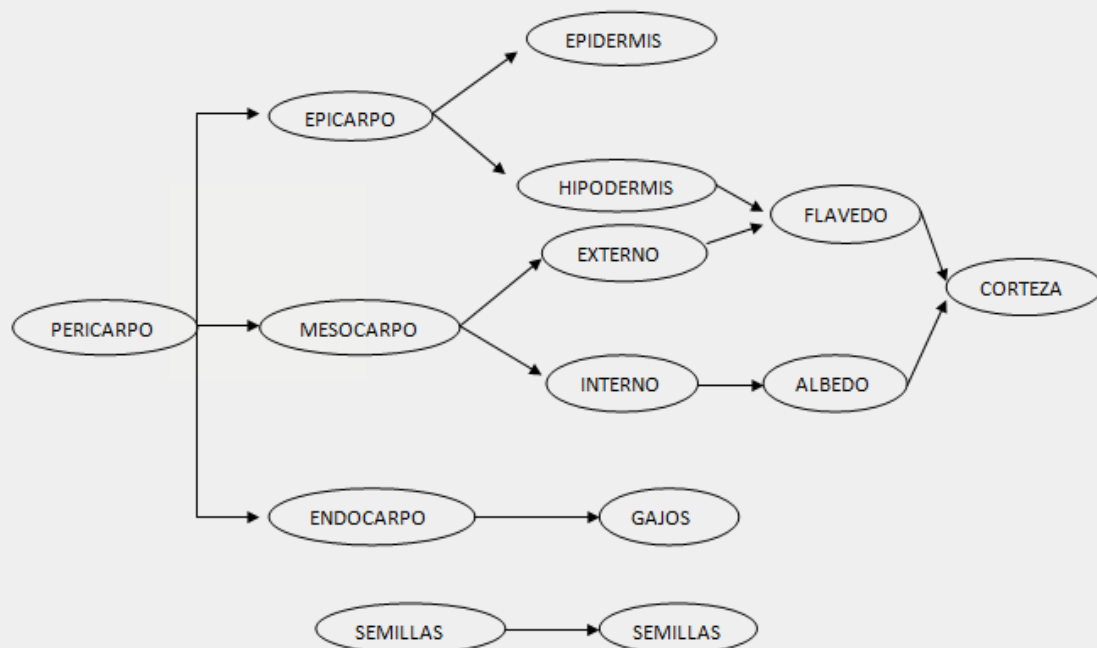 EPIDERMIS
EPICARPO
HIPODERMIS
FLAVEDO
EXTERNO
CORTEZA
PERICARPO
MESOCARPO
INTERNO
ALBEDO
ENDOCARPO
GAJOS
SEMILLAS
SEMILLAS